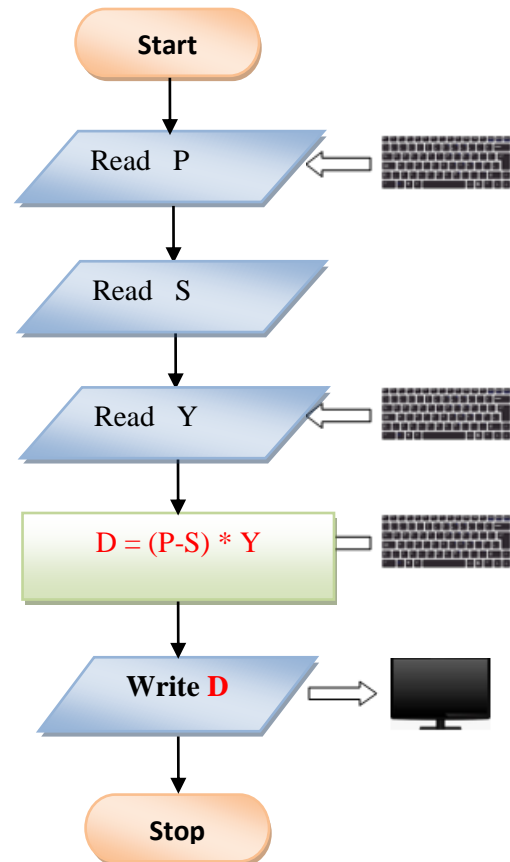 Start
Read P
Read S
Read Y
D = (P-S) * Y
Write D
Stop